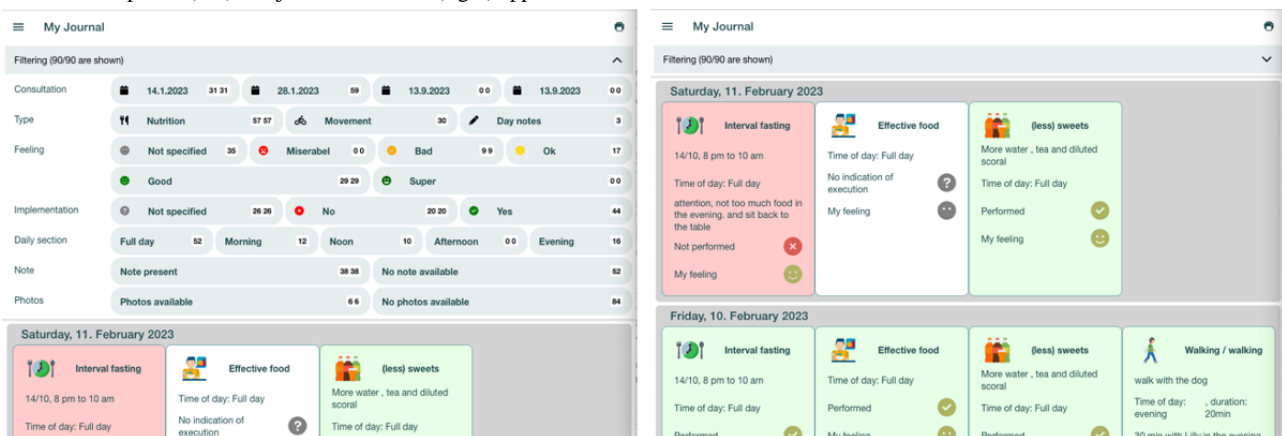 My Journal
Filtering (90/90 are shown)
Consultation 14.1.2023 31 31 28.1.2023 59 13.9.2023 0 0 13.9.2023 0 0
Type Nutrition 57 57 Movement 30 Day notes 3
Feeling Not specified 35 Miserabel 0 0 Bad 9 9 Ok 17
Good 29 29 Super 0 0
Implementation Not specified 26 26 No 20 20 Yes 44
Daily section Full day 52 Morning 12 Noon 10 Afternoon 0 0 Evening 16
Note Note present 38 38 No note available 52
Photos Photos available 6 6 No photos available 84
Saturday, 11. February 2023
Interval fasting
14/10, 8 pm to 10 am
Time of day: Full day
Effective food
Time of day: Full day
No indication of
execution
(less) sweets
More water , tea and diluted
scoral
Time of day: Full day
My Journal
Filtering (90/90 are shown)
Saturday, 11. February 2023
Interval fasting
14/10, 8 pm to 10 am
Time of day: Full day
attention, not too much food in
the evening. and sit back to
the table
Not performed
My feeling
Effective food
Time of day: Full day
No indication of
execution
My feeling
(less) sweets
More water , tea and diluted
scoral
Time of day: Full day
Performed
My feeling
Friday, 10. February 2023
Interval fasting
14/10, 8 pm to 10 am
Time of day: Full day
Performed
Effective food
Time of day: Full day
Performed
My feeling
(less) sweets
More water , tea and diluted
scoral
Time of day: Full day
Performed
Walking / walking
walk with the dog
Time of day: , duration:
evening 20min
30 min with Lilly in the evening